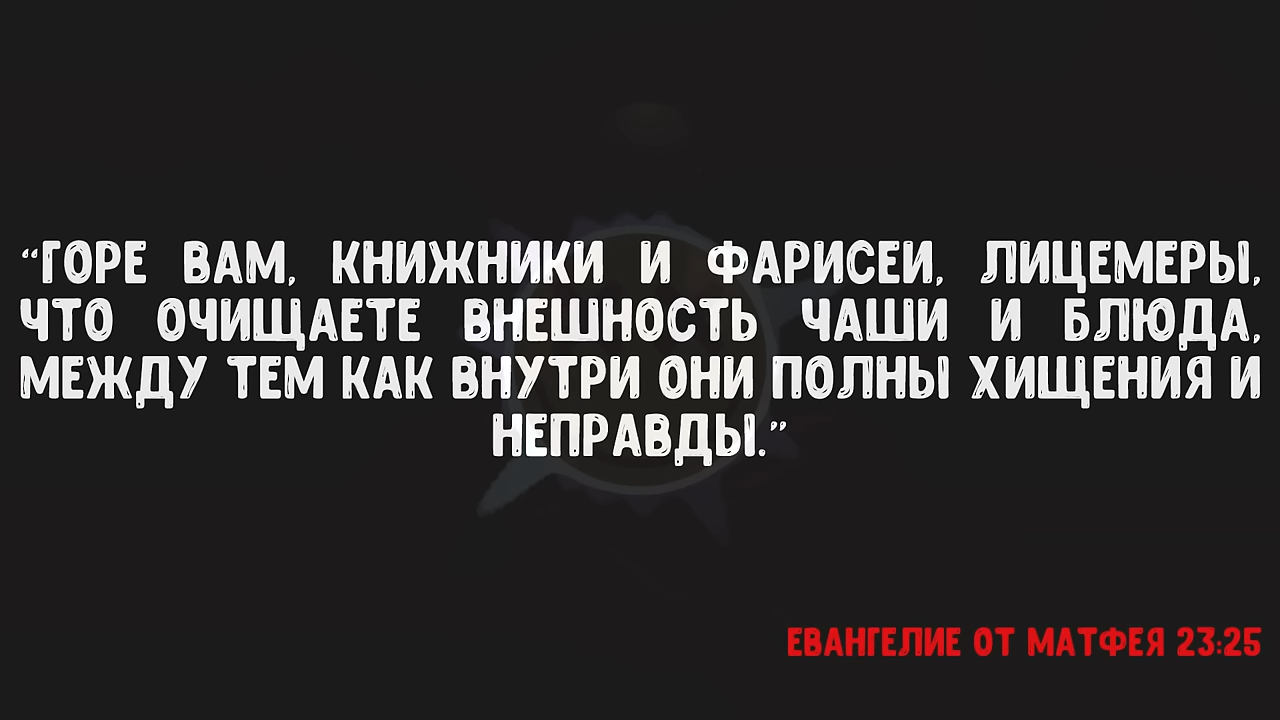 “ГОРЕ ВАМ, КНИЖНИКИ И ФАРИСЕИ, ЛИЦЕМЕРЫ,
ЧТО ОЧИЩАЕТЕ ВНЕШНОСТЬ ЧАШИ И БЛЮДА,
МЕЖДУ ТЕМ КАК ВНУТРИ ОНИ ПОЛНЫ ХИЩЕНИЯ И
НЕПРАВДЫ.”
ЕВАНГЕЛИЕ ОТ МАТФЕЯ 23:25